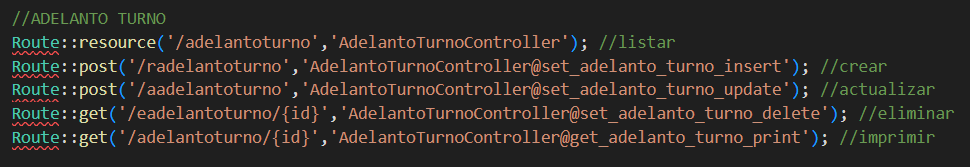 //ADELANTO TURNO
Route::resource('/adelantoturno','AdelantoTurnoController'); //listar
Route::post('/radelantoturno','AdelantoTurnoController@set_adelanto_turno_insert'); //crear
Route::post('/aadelantoturno','AdelantoTurnoController@set_adelanto_turno_update'); //actualizar
Route::get('/eadelantoturno/{id}','AdelantoTurnoController@set_adelanto_turno_delete'); //eliminar
Route::get('/adelantoturno/{id}','AdelantoTurnoController@get_adelanto_turno_print'); //imprimir